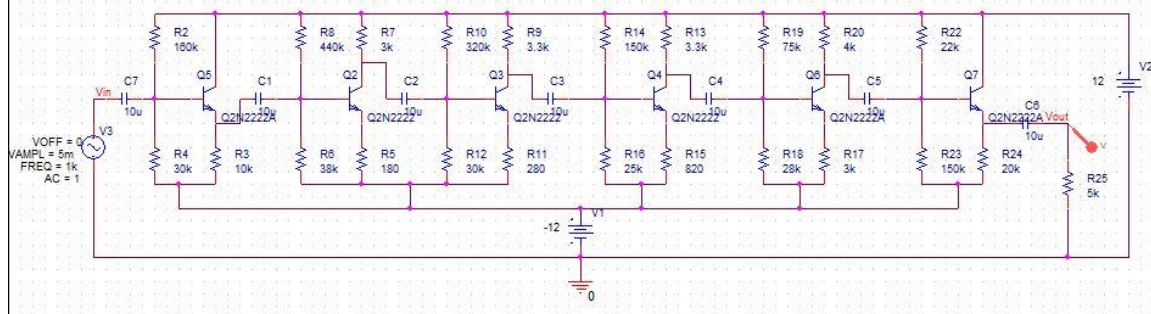 R2
160k
R8
440k
R7
3k
R10
320k
R9
3.3k
R14
150k
R13
3.3k
R19
75k
R20
4k
R22
22k
V2
12
C7
10u
Vin
Q5
Q2N2222A
C1
10u
Q2
Q2N2222
C2
10u
Q3
Q2N2222
C3
10u
Q4
Q2N2222
C4
10u
Q6
Q2N2222A
C5
10u
Q7
Q2N2222A
C6
10u
Vout
V
V3
VOFF = 0
VAMPL = 5m
FREQ = 1k
AC = 1
R4
30k
R3
10k
R6
38k
R5
180
R12
30k
R11
280
R16
25k
R15
820
R18
28k
R17
3k
R23
150k
R24
20k
R25
5k
V1
-12
0